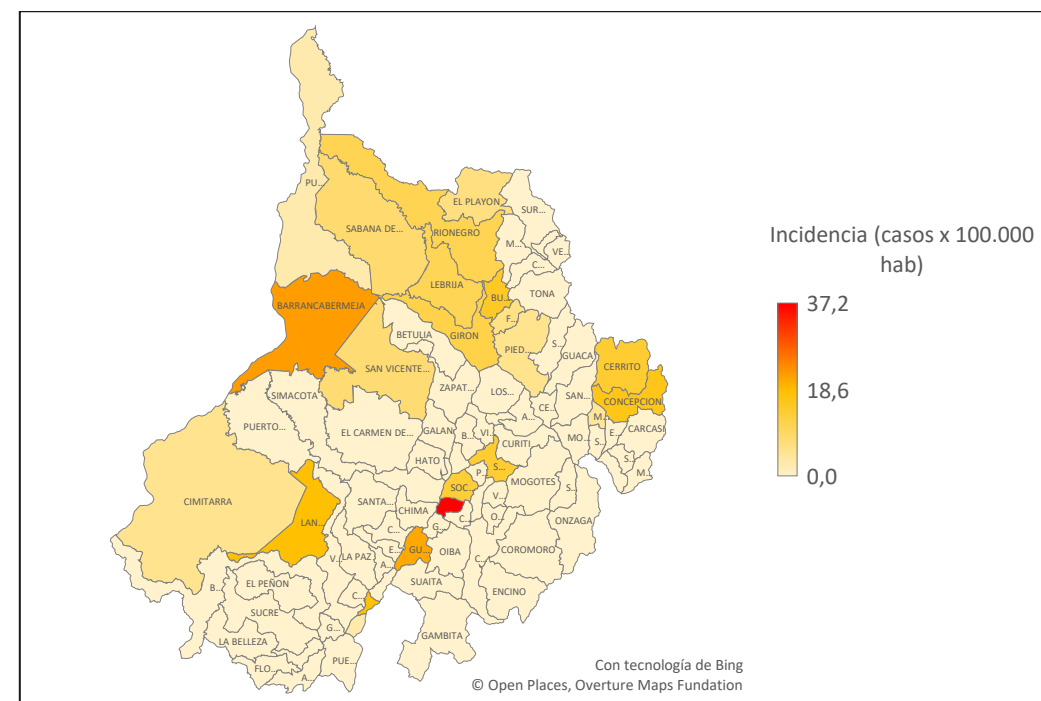 PU...
EL PLAYON
SUR...
SABANA DE...
RIONEGRO
M...
VE...
C...
LEBRIJA
TONA
BARRANCABERMEJA
BU...
F...
BETULIA
GIRON
PIED...
S...
GUACA
SAN VICENTE...
CERRITO
ZAPAT...
LOS...
SIMACOTA
SAN...
CONCEPCION
CE...
A...
M...
PUERTO...
EL CARMEN DE...
GALAN
B...
VI...
CURITI
MO...
S...
E...
CARCASI
HATO
S...
P...
S...
M...
CIMITARRA
SOC...
MOGOTES
S...
SANTA...
CHIMA
V...
LAN...
G...
C...
O...
ONZAGA
C...
V...
LA PAZ
E...
A...
GU...
OIBA
C...
COROMORO
B...
EL PEÑON
SUAITA
ENCINO
C...
SUCRE
G...
LA BELLEZA
GAMBITA
PUE...
FLO...
A...
Incidencia (casos x 100.000
hab)
37,2
18,6
0,0
Con tecnología de Bing
© Open Places, Overture Maps Fundation